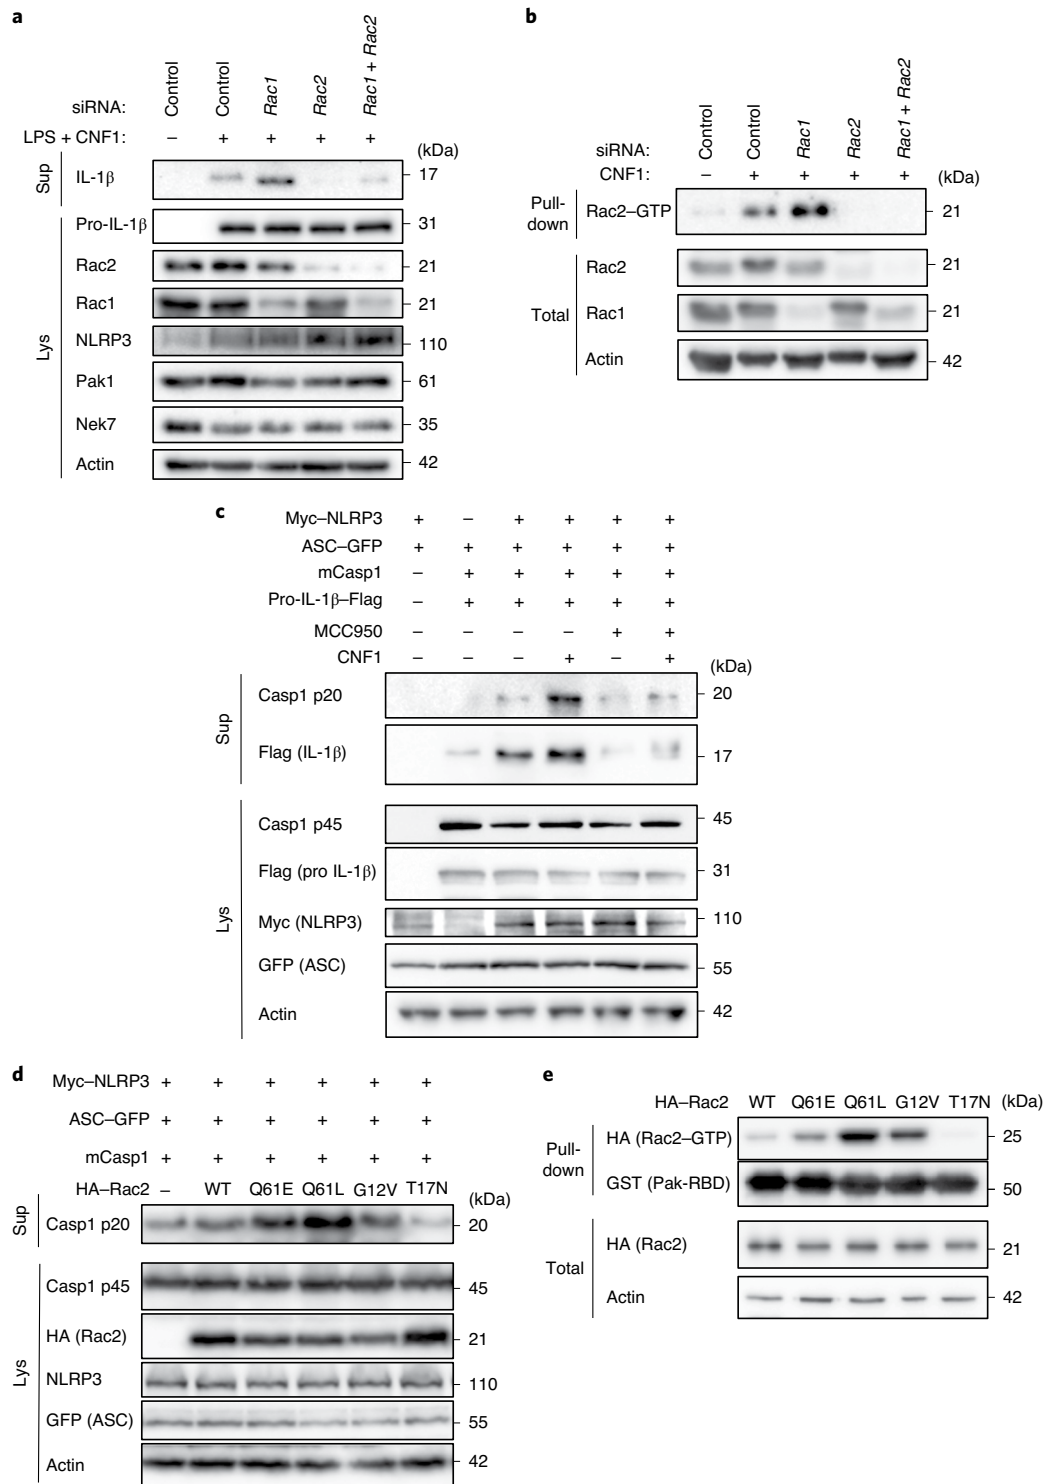 a
siRNA: Control Control Rac1 Rac2 Rac1 + Rac2
LPS + CNF1: – + + + +
(kDa)
Sup
IL-1β 17
Lys
Pro-IL-1β 31
Rac2 21
Rac1 21
NLRP3 110
Pak1 61
Nek7 35
Actin 42
b
siRNA: Control Control Rac1 Rac2 Rac1 + Rac2
CNF1: – + + + + (kDa)
Pull-down
Rac2–GTP 21
Total
Rac2 21
Rac1 21
Actin 42
c
Myc–NLRP3 + – + + + +
ASC–GFP + + + + + +
mCasp1 – + + + + +
Pro-IL-1β–Flag – + + + + +
MCC950 – – – – + +
CNF1 – – – + – +
(kDa)
Sup
Casp1 p20 20
Flag (IL-1β) 17
Lys
Casp1 p45 45
Flag (pro IL-1β) 31
Myc (NLRP3) 110
GFP (ASC) 55
Actin 42
d
Myc–NLRP3 + + + + + +
ASC–GFP + + + + + +
mCasp1 + + + + + +
HA–Rac2 – WT Q61E Q61L G12V T17N (kDa)
Sup
Casp1 p20 20
Lys
Casp1 p45 45
HA (Rac2) 21
NLRP3 110
GFP (ASC) 55
Actin 42
e
HA–Rac2 WT Q61E Q61L G12V T17N (kDa)
Pull-down
HA (Rac2–GTP) 25
GST (Pak-RBD) 50
Total
HA (Rac2) 21
Actin 42